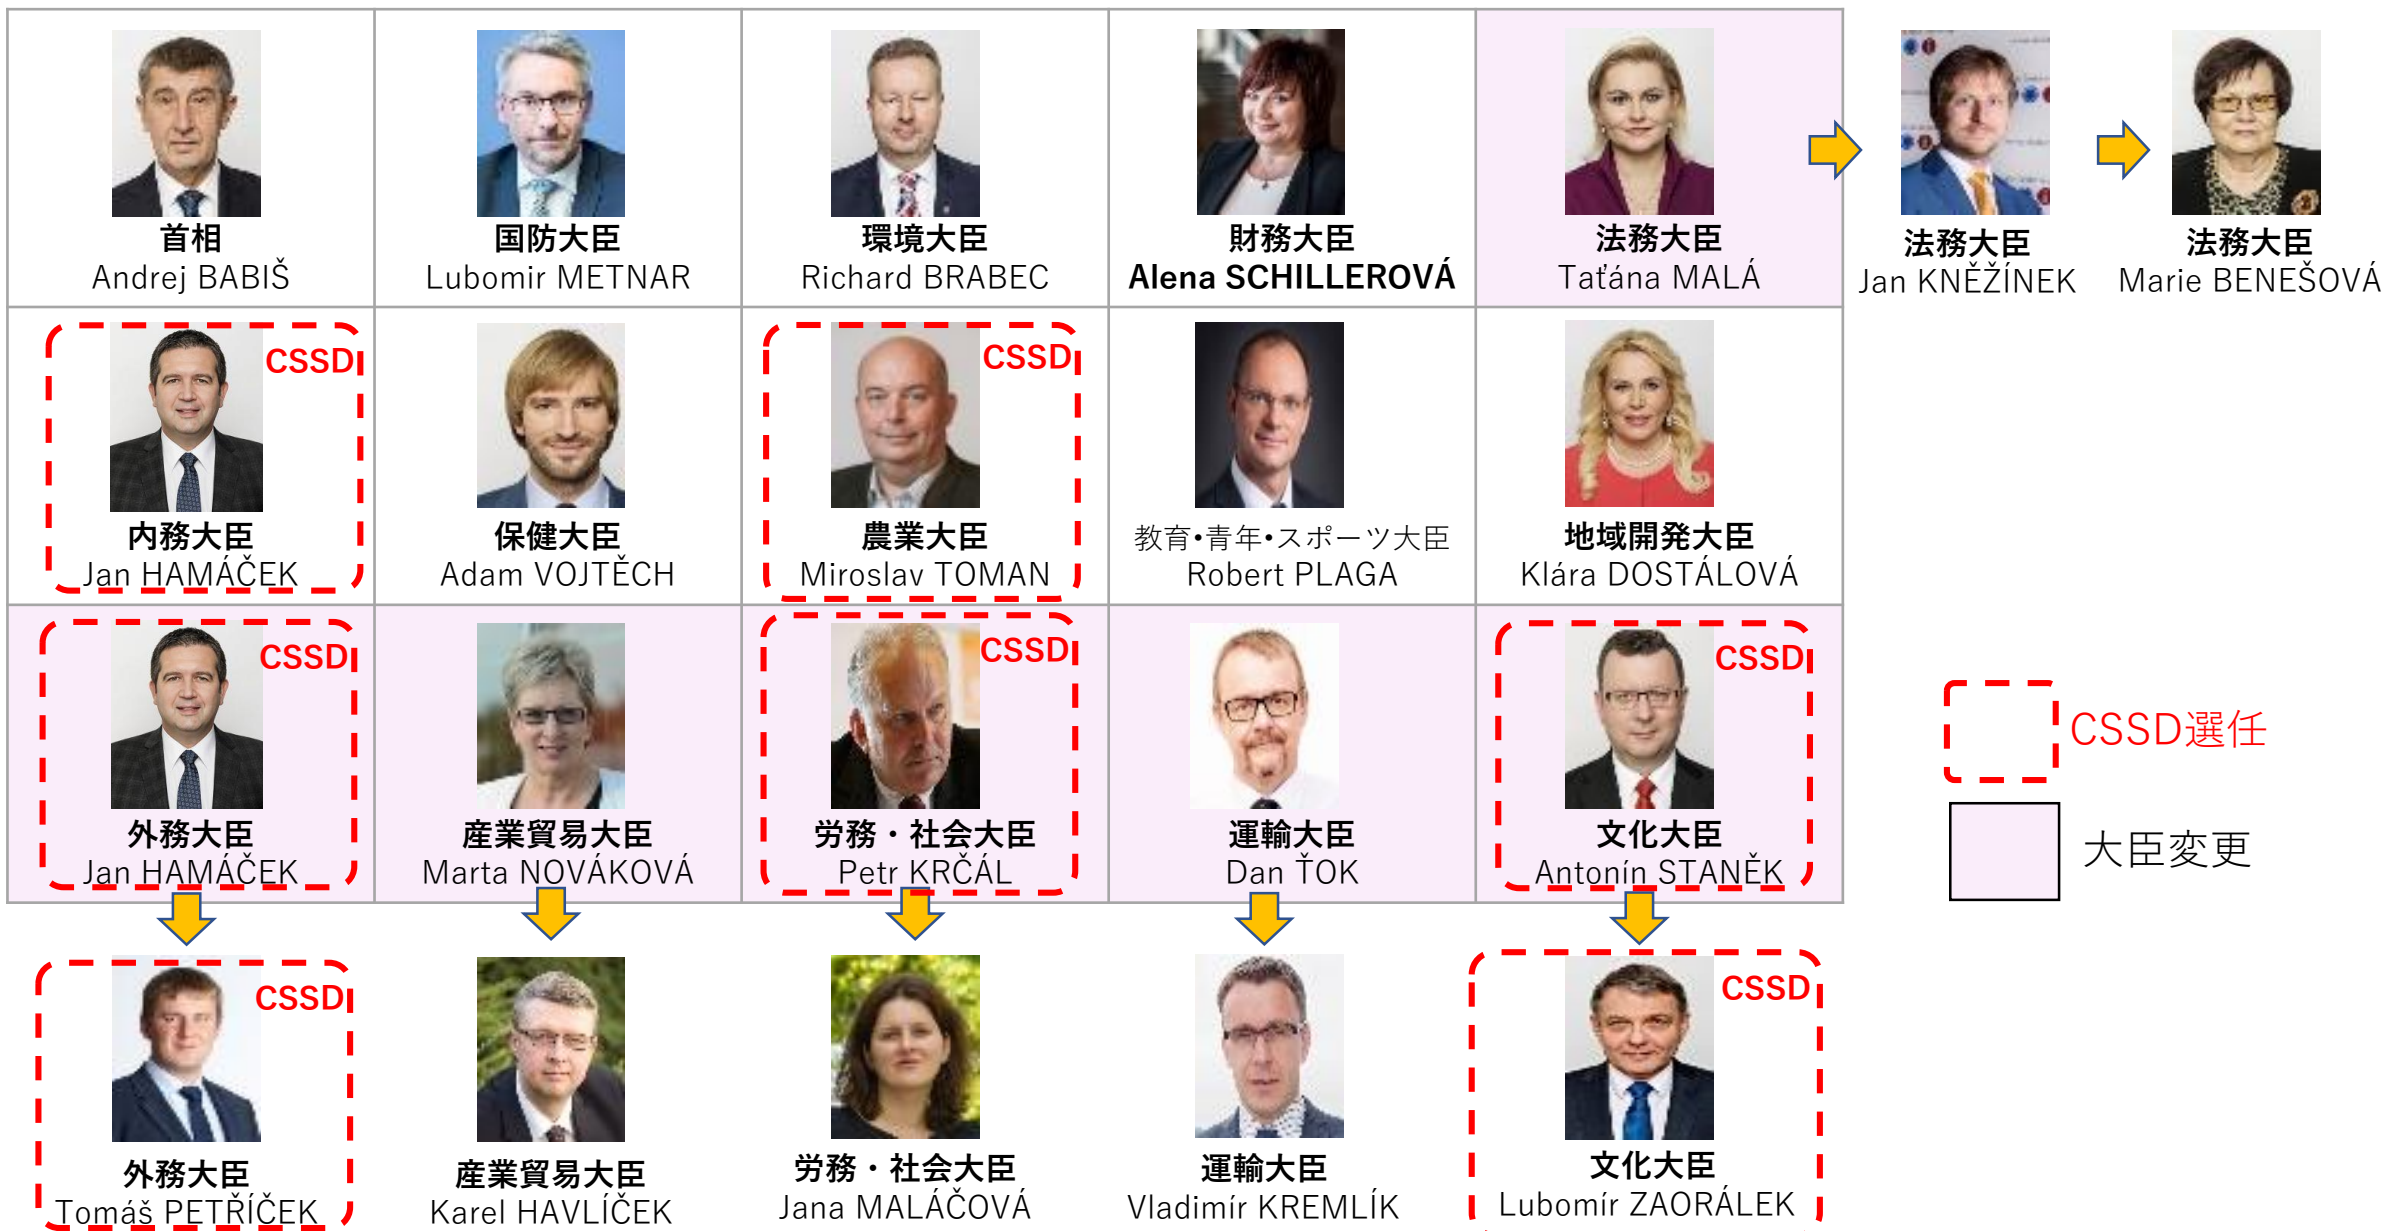 首相
Andrej BABIŠ
国防大臣
Lubomir METNAR
環境大臣
Richard BRABEC
財務大臣
Alena SCHILLEROVÁ
法務大臣
Taťána MALÁ
法務大臣
Jan KNĚŽÍNEK
法務大臣
Marie BENEŠOVÁ
CSSD
内務大臣
Jan HAMÁČEK
保健大臣
Adam VOJTĚCH
CSSD
農業大臣
Miroslav TOMAN
教育•青年•スポーツ大臣
Robert PLAGA
地域開発大臣
Klára DOSTÁLOVÁ
CSSD
外務大臣
Jan HAMÁČEK
産業貿易大臣
Marta NOVÁKOVÁ
CSSD
労務・社会大臣
Petr KRČÁL
運輸大臣
Dan ŤOK
CSSD
文化大臣
Antonín STANĚK
CSSD選任
大臣変更
CSSD
外務大臣
Tomáš PETŘÍČEK
産業貿易大臣
Karel HAVLÍČEK
労務・社会大臣
Jana MALÁČOVÁ
運輸大臣
Vladimír KREMLÍK
CSSD
文化大臣
Lubomír ZAORÁLEK